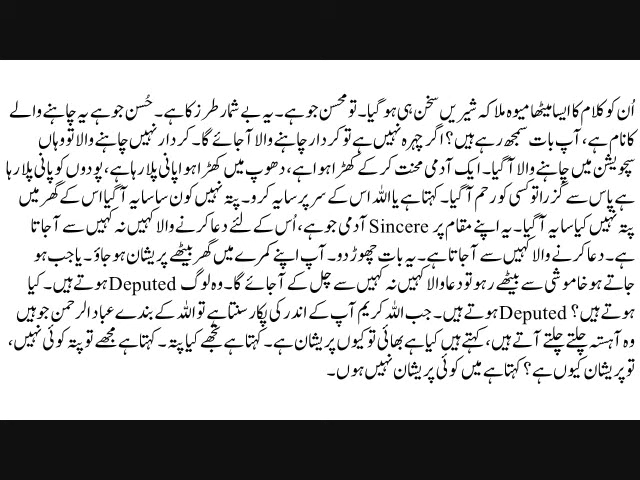 اُن کو کلام کا ایسا میٹھا میوہ ملا کہ شیریں سخن ہی ہو گیا۔ تو محسن جو ہے۔ یہ بے شمار طرز کا ہے۔ حُسن جو ہے یہ چاہنے والے
کا نام ہے، آپ بات سمجھ رہے ہیں؟ اگر چہرہ نہیں ہے تو کردار چاہنے والا آ جائے گا۔ کردار نہیں چاہنے والا تو وہاں
سچویشن میں چاہنے والا آ گیا۔ ایک آدمی محنت کر کے کھڑا ہوا ہے، دھوپ میں کھڑا ہوا پانی پلا رہا ہے، پودوں کو پانی پلا رہا
ہے پاس سے گزرا تو کسی کو رحم آ گیا۔ کہتا ہے یا اللہ اس کے سر پر سایہ کرو۔ پتہ نہیں کون سا سایہ آ گیا اس کے گھر میں
پتہ نہیں کیا سایہ آ گیا۔ یہ اپنے مقام پر Sincere آدمی جو ہے، اُس کے لئے دعا کرنے والا کہیں نہ کہیں سے آ جاتا
ہے۔ دعا کرنے والا کہیں سے آ جاتا ہے۔ یہ بات چھوڑ دو۔ آپ اپنے کمرے میں گھر بیٹھے پریشان ہو جاؤ۔ یا جب ہو
جاتے ہو خاموشی سے بیٹھے رہو تو دعا والا کہیں نہ کہیں سے چل کے آ جائے گا۔ وہ لوگ Deputed ہوتے ہیں۔ کیا
ہوتے ہیں؟ Deputed ہوتے ہیں۔ جب اللہ کریم آپ کے اندر کی پکار سنتا ہے تو اللہ کے بندے عباد الرحمن جو ہیں
وہ آہستہ چلتے چلتے آتے ہیں، کہتے ہیں کیا ہے بھائی تو کیوں پریشان ہے۔ کہتا ہے تجھے کیا پتہ۔ کہتا ہے مجھے تو پتہ کوئی نہیں،
تو پریشان کیوں ہے؟ کہتا ہے میں کوئی پریشان نہیں ہوں۔